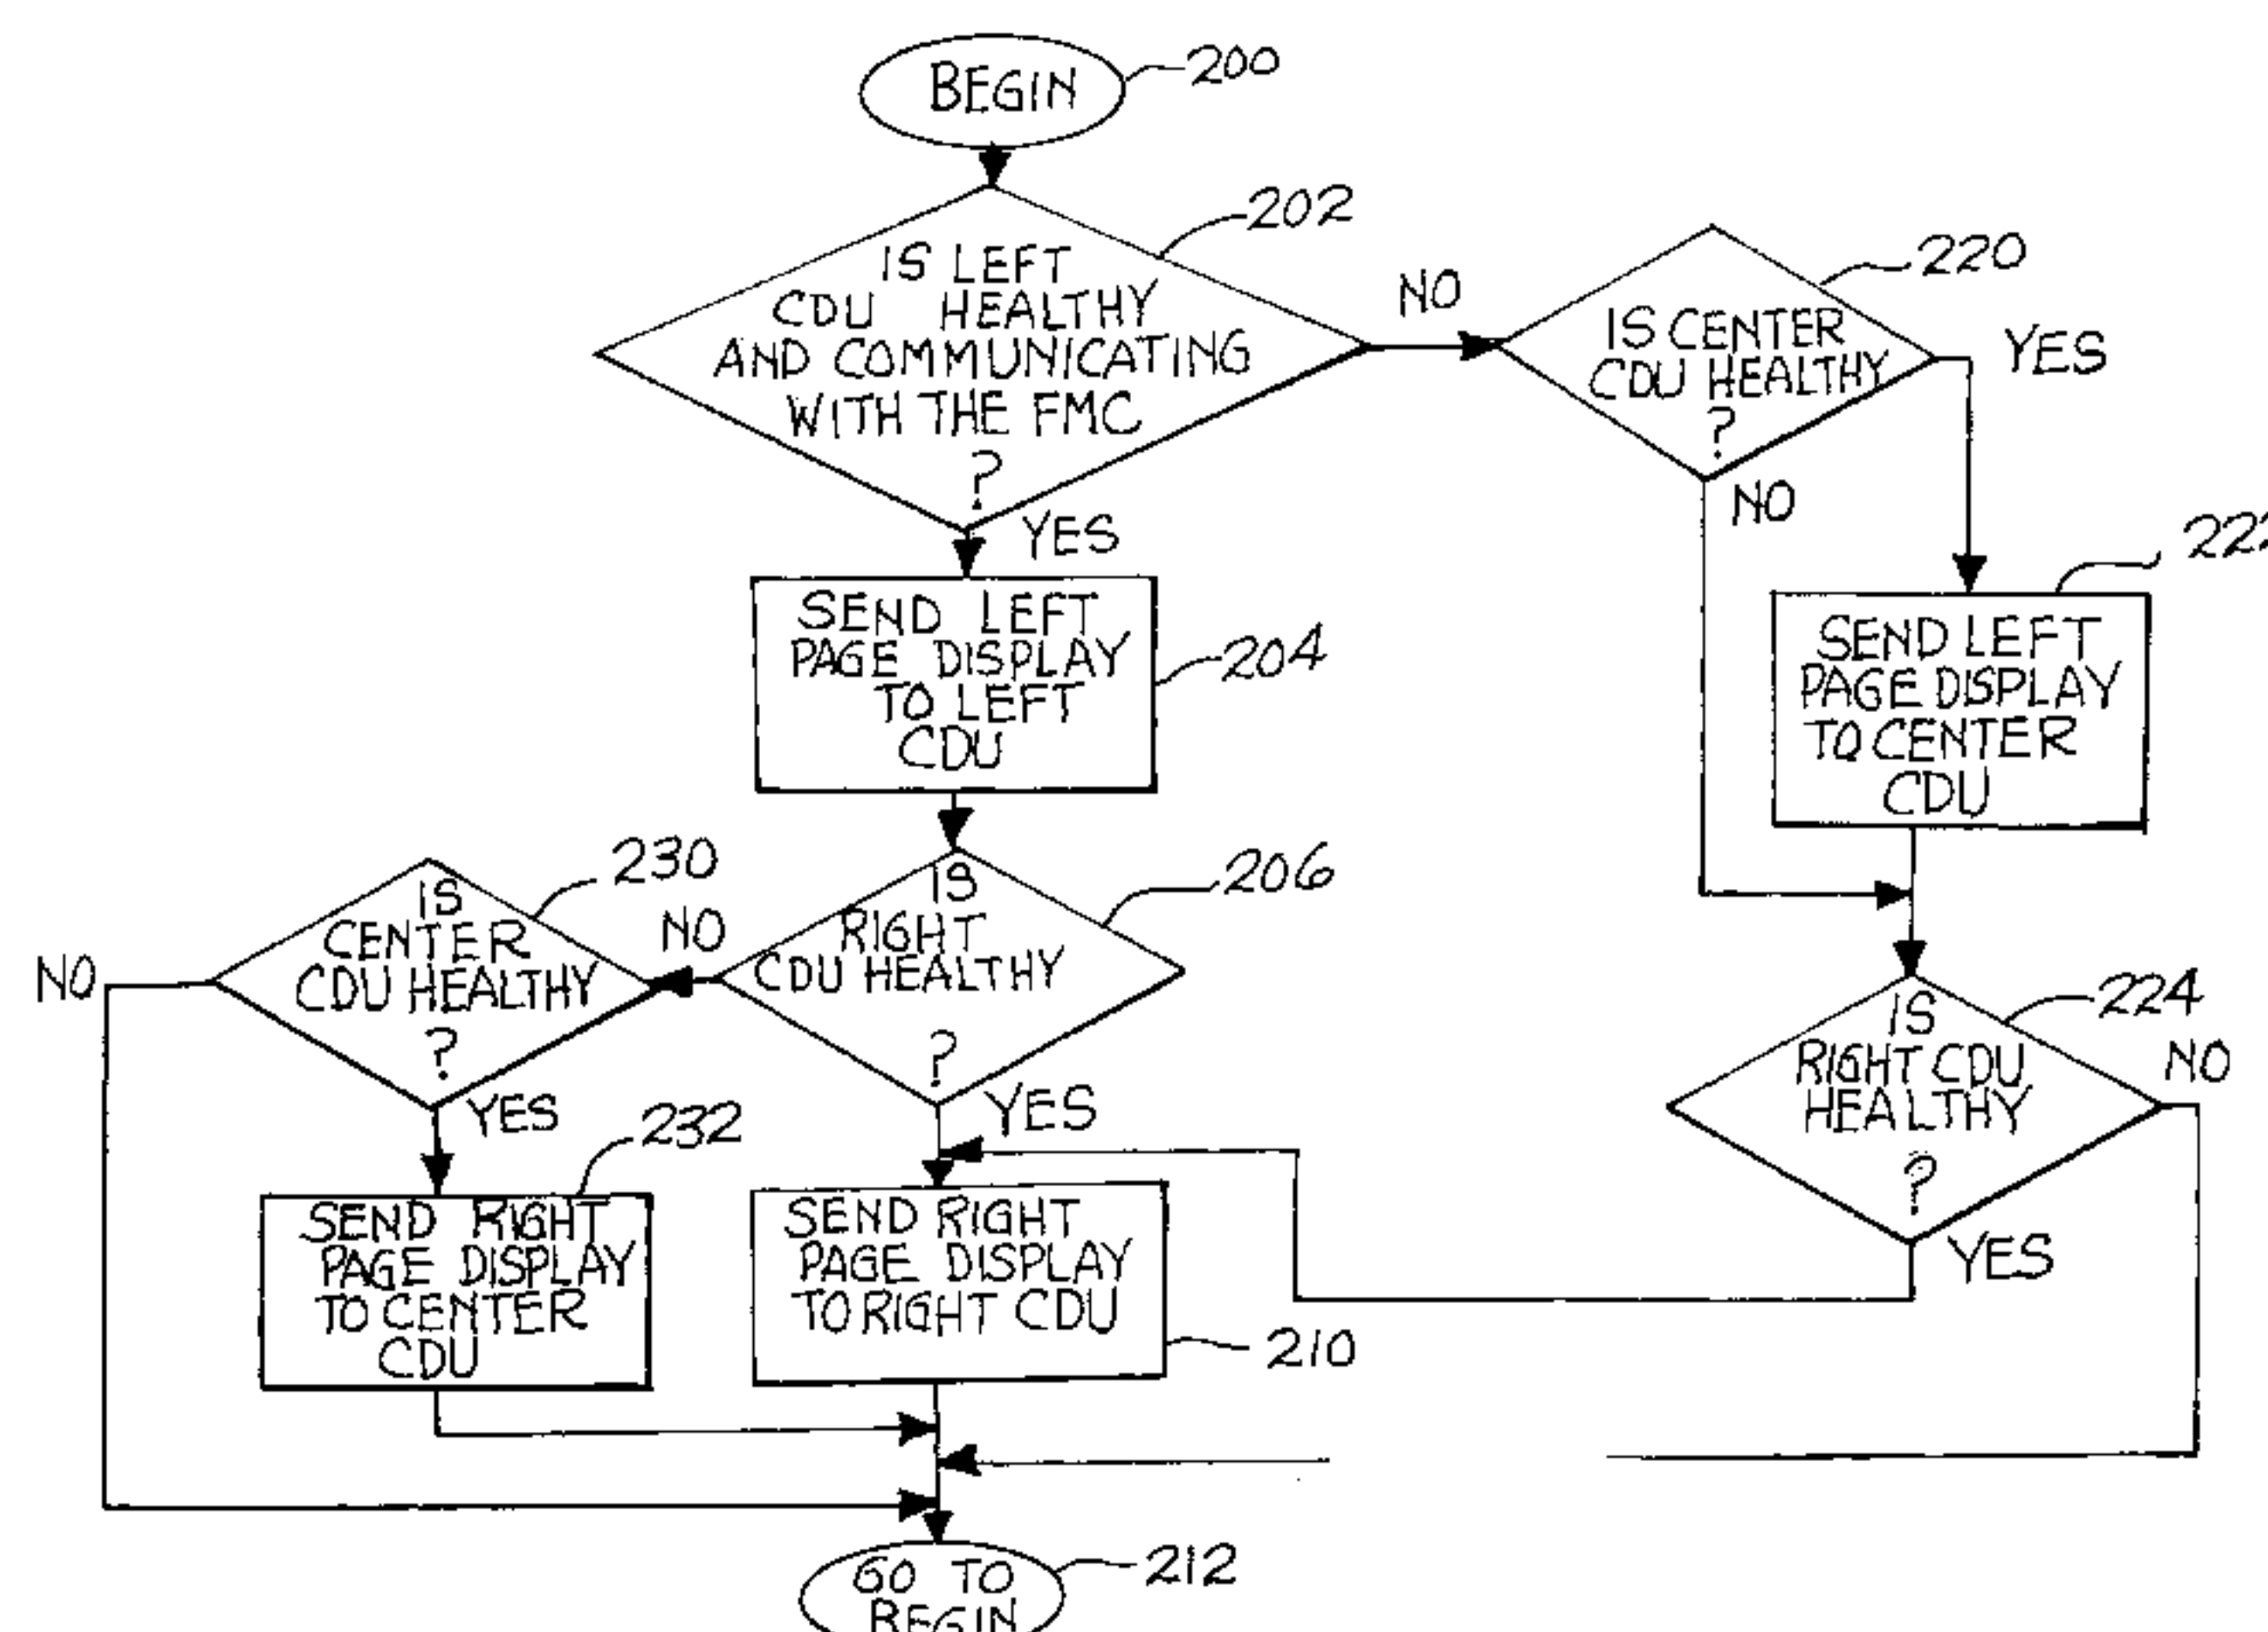 BEGIN
200
IS LEFT
CDU HEALTHY
AND COMMUNICATING
WITH THE FMC
?
202
NO
YES
IS CENTER
CDU HEALTHY
?
220
YES
NO
SEND LEFT
PAGE DISPLAY
TO LEFT
CDU
204
SEND LEFT
PAGE DISPLAY
TO CENTER
CDU
IS
RIGHT
CDU HEALTHY
?
206
NO
YES
IS
CENTER
CDU HEALTHY
?
230
NO
YES
IS
RIGHT CDU
HEALTHY
?
224
NO
YES
SEND RIGHT
PAGE DISPLAY
TO CENTER
CDU
232
SEND RIGHT
PAGE DISPLAY
TO RIGHT CDU
210
GO TO
BEGIN
212